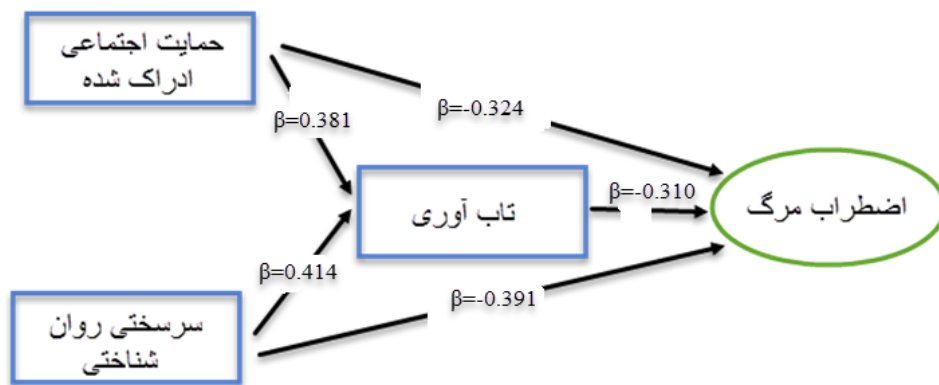 حمایت اجتماعی
ادراک شده
β=-0.324
β=0.381
تاب آوری
β=-0.310
اضطراب مرگ
β=0.414
β=-0.391
سرسختی روان
شناختی